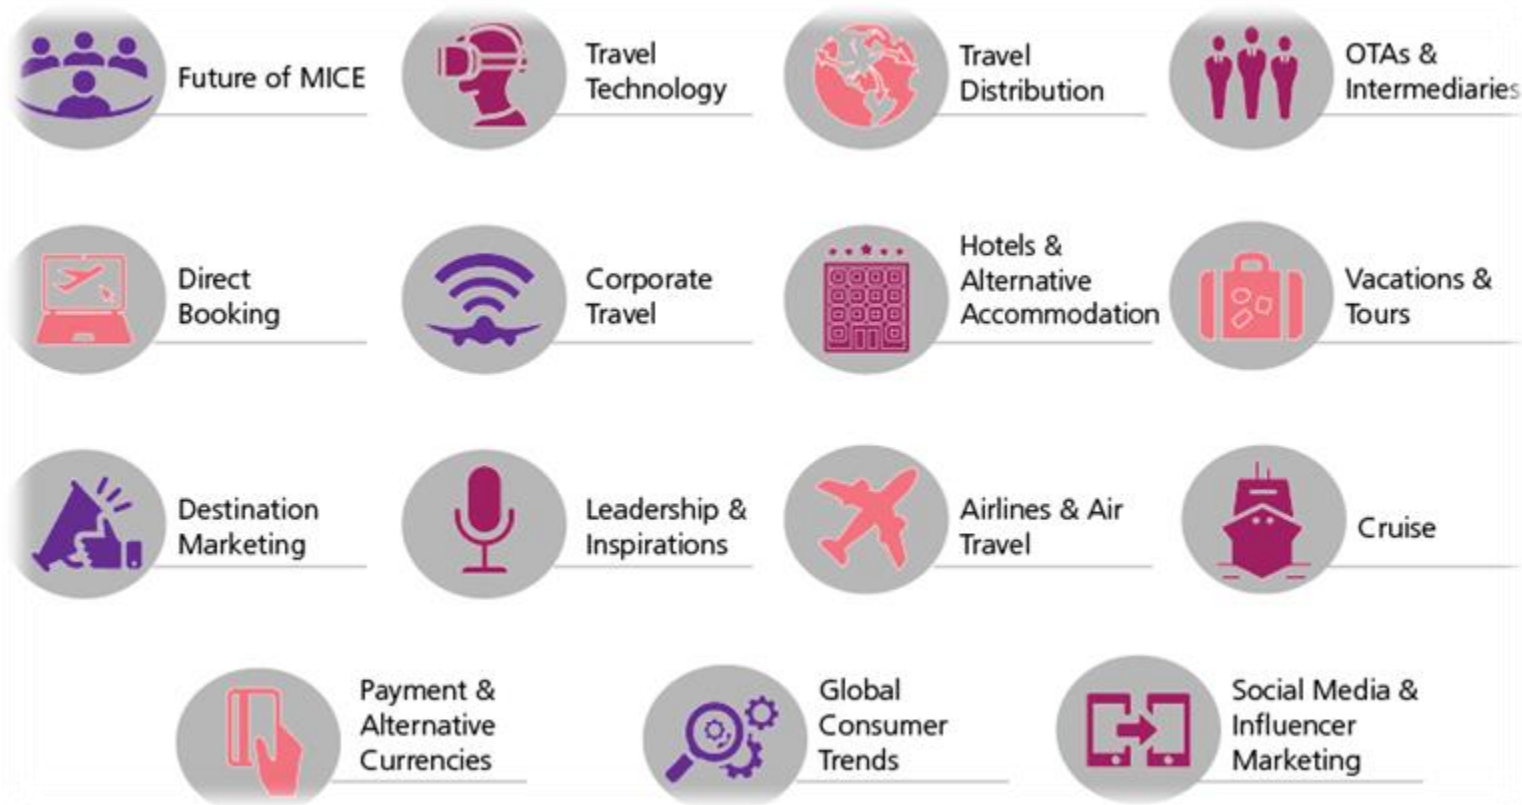 Future of MICE
Travel
Technology
Travel
Distribution
OTAs &
Intermediaries
Direct
Booking
Corporate
Travel
Hotels &
Alternative
Accommodation
Vacations &
Tours
Destination
Marketing
Leadership &
Inspirations
Airlines & Air
Travel
Cruise
Payment &
Alternative
Currencies
Global
Consumer
Trends
Social Media &
Influencer
Marketing